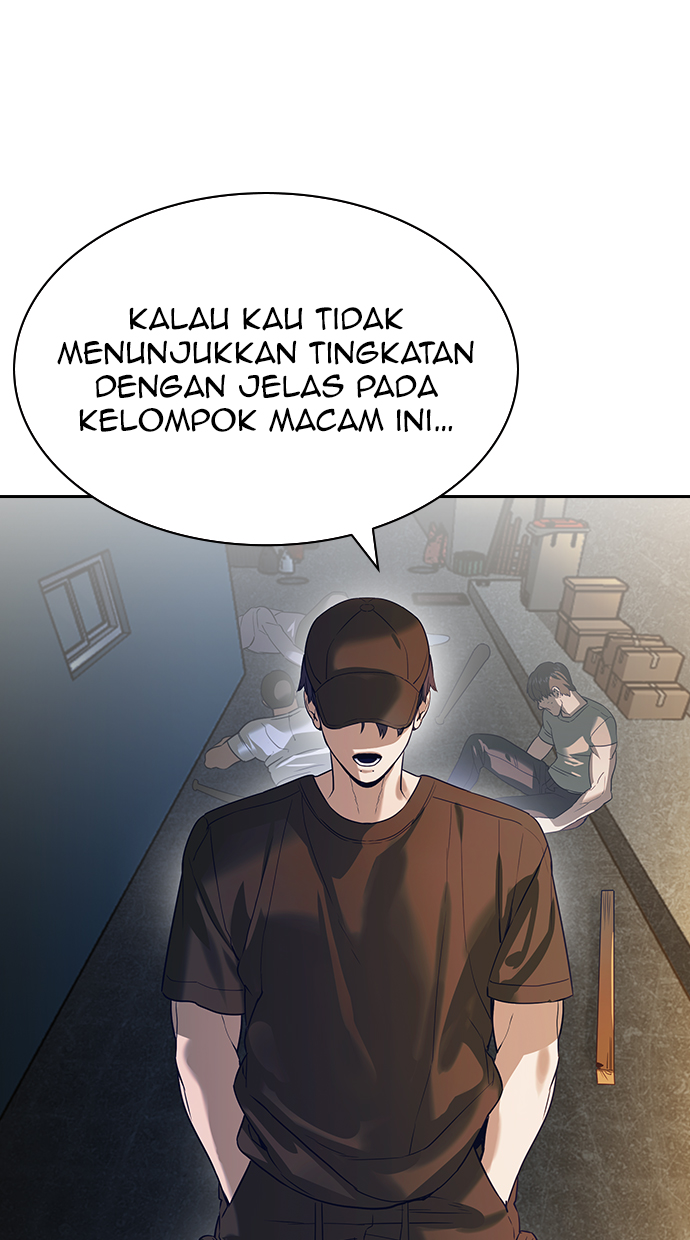 KALAU KAU TIDAK
MENUNJUKKAN TINGKATAN
DENGAN JELAS PADA
KELOMPOK MACAM INI...